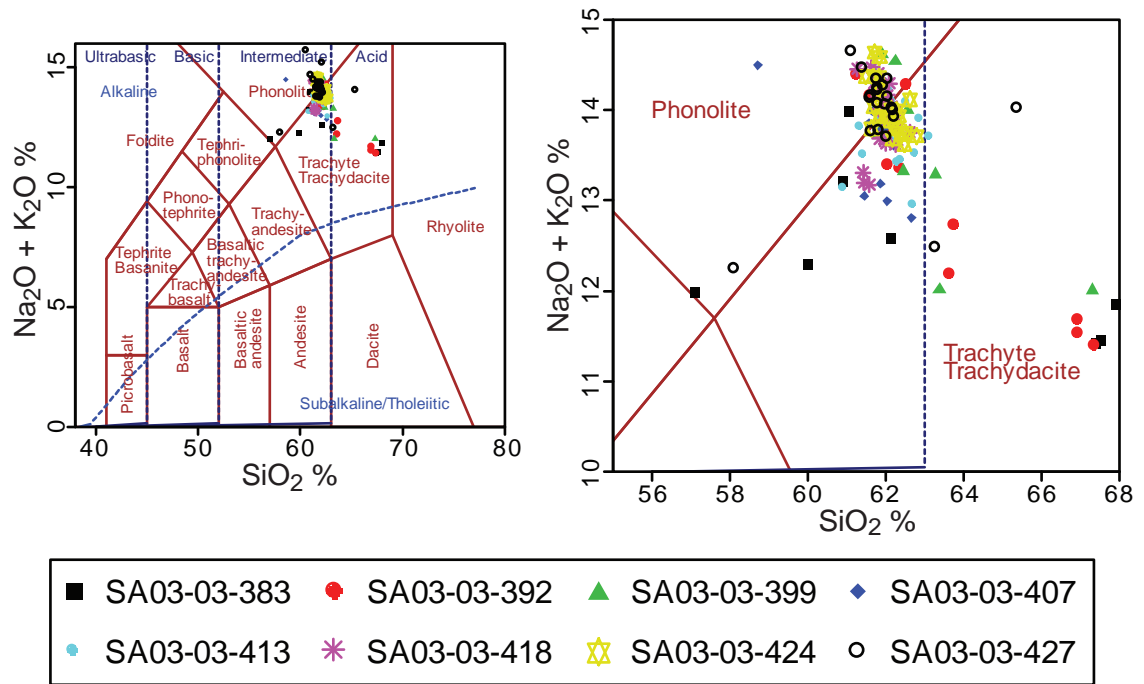 Ultrabasic Basic Intermediate Acid
Alkaline
Phonolite
Foidite
Tephri-
phonolite
Trachyte
Trachydacite
Phono-
tephrite
Trachy-
andesite
Rhyolite
Tephrite
Basanite
Basaltic
trachy-
andesite
Trachy-
basalt
Picrobasalt
Basalt
Basaltic
andesite
Andesite
Dacite
Subalkaline/Tholeiitic
Na2O + K2O %
0 5 10 15
40 50 60 70 80
SiO2 %
Phonolite
Trachyte
Trachydacite
Na2O + K2O %
10 11 12 13 14 15
56 58 60 62 64 66 68
SiO2 %
SA03-03-383 SA03-03-392 SA03-03-399 SA03-03-407
SA03-03-413 SA03-03-418 SA03-03-424 SA03-03-427